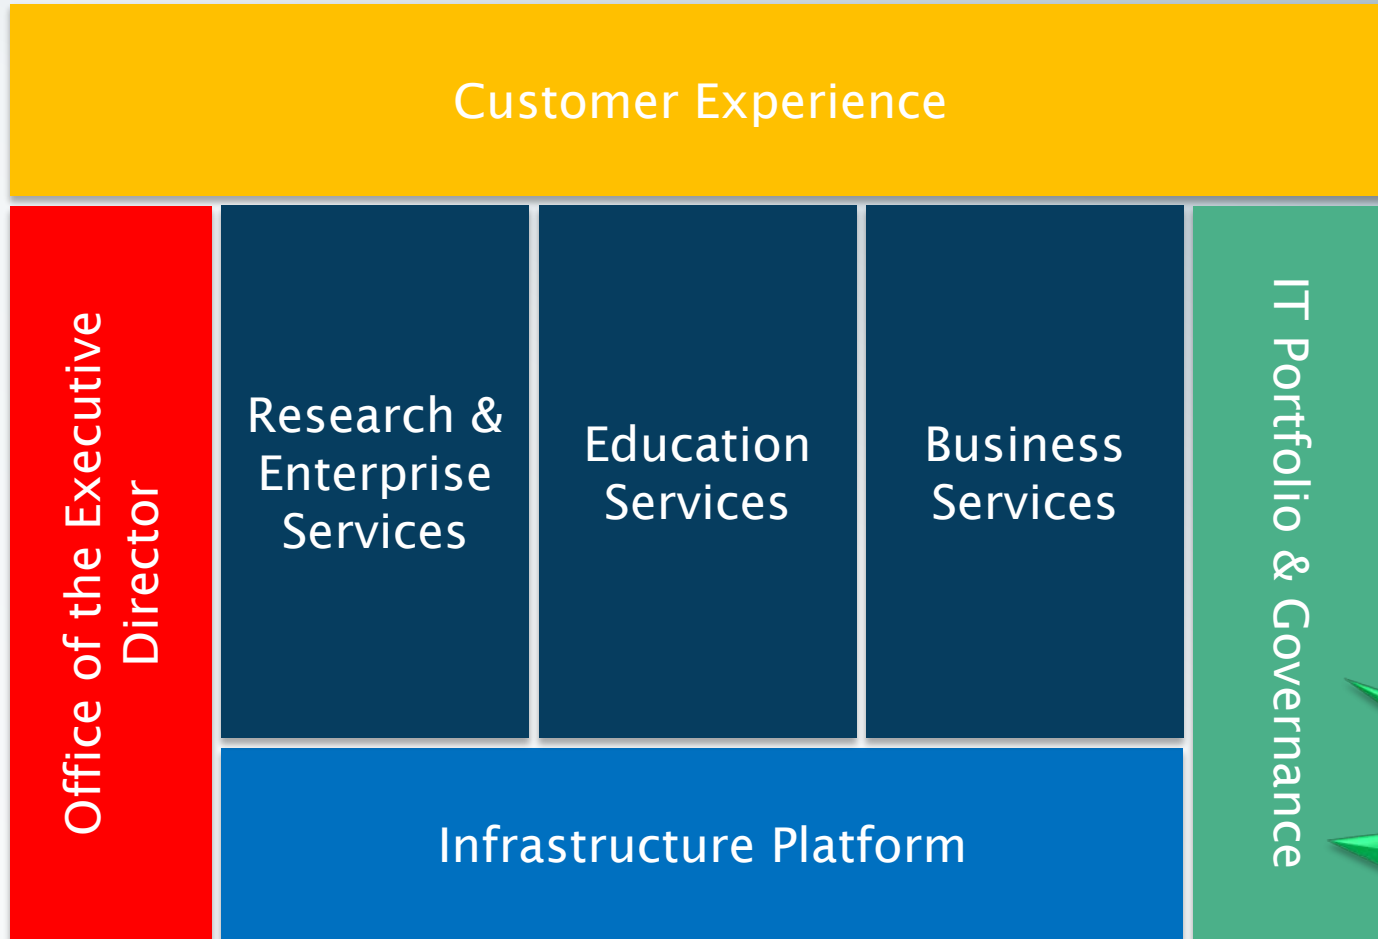 Customer Experience
Office of the Executive
Director
Research &
Enterprise
Services
Education
Services
Business
Services
IT Portfolio & Governance
Infrastructure Platform